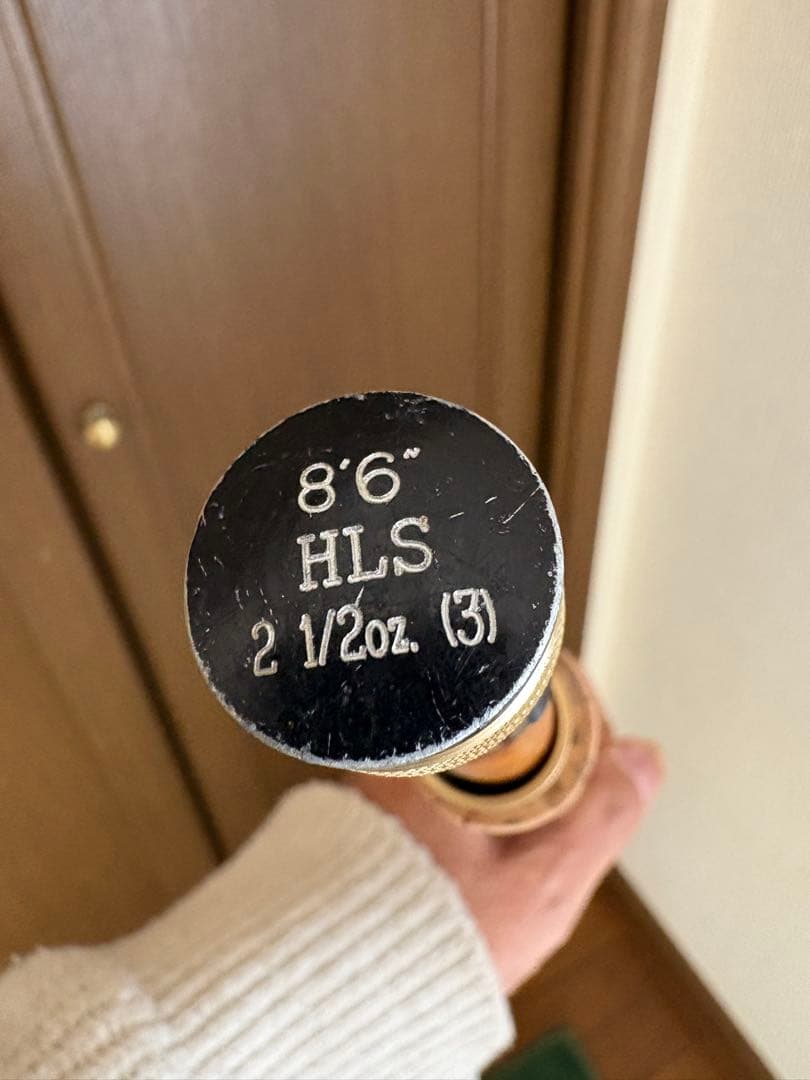 8'6"
HLS
2 1/2oz. (3)